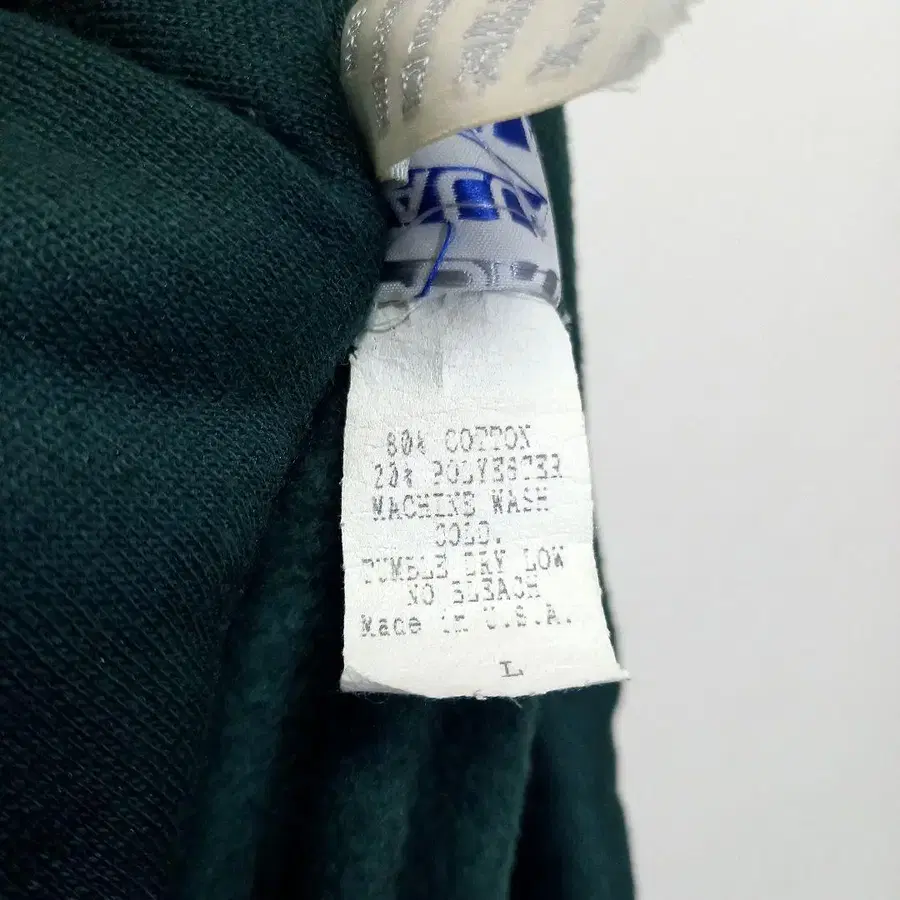 80% COTTON
20% POLYESTER
MACHINE WASH
COLD.
TUMBLE DRY LOW
NO BLEACH
Made in U.S.A.
L